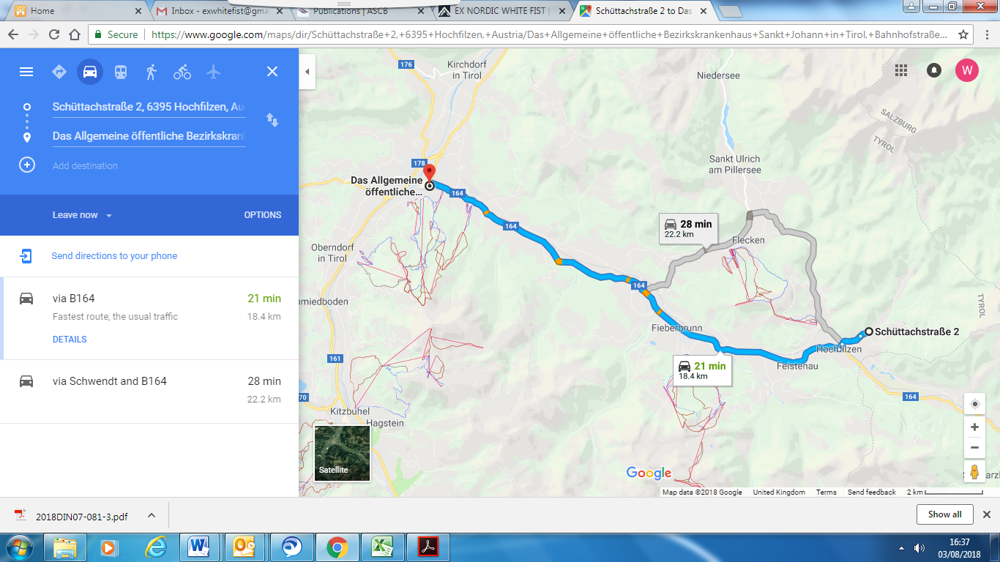 Home
Inbox - exwhitefist@gma
Publications | ASCB
EX NORDIC WHITE FIST |
Schüttachstraße 2 to Das
Secure
https://www.google.com/maps/dir/Schüttachstraße+2,+6395+Hochfilzen,+Austria/Das+Allgemeine+öffentliche+Bezirkskrankenhaus+Sankt+Johann+in+Tirol,+Bahnhofstraße...
Schüttachstraße 2, 6395 Hochfilzen, Au
Das Allgemeine öffentliche Bezirkskran
Add destination
Leave now
OPTIONS
Send directions to your phone
via B164
21 min
Fastest route, the usual traffic
18.4 km
DETAILS
via Schwendt and B164
28 min
22.2 km
176
Kirchdorf
in Tirol
Niedersee
W
SALZBURG
TYROL
178
Sankt Ulrich
am Pillersee
Das Allgemeine
öffentliche...
164
164
28 min
22.2 km
Flecken
Oberndorf
in Tirol
164
miedboden
TYROL
Fieberbrunn
Schüttachstraße 2
Hochfilzen
161
Feistenau
21 min
18.4 km
70
164
Kitzbühel
Hagstein
Satellite
Google
Map data ©2018 Google
United Kingdom
Terms
Send feedback
2 km
2018DIN07-081-3.pdf
Show all
16:37
03/08/2018